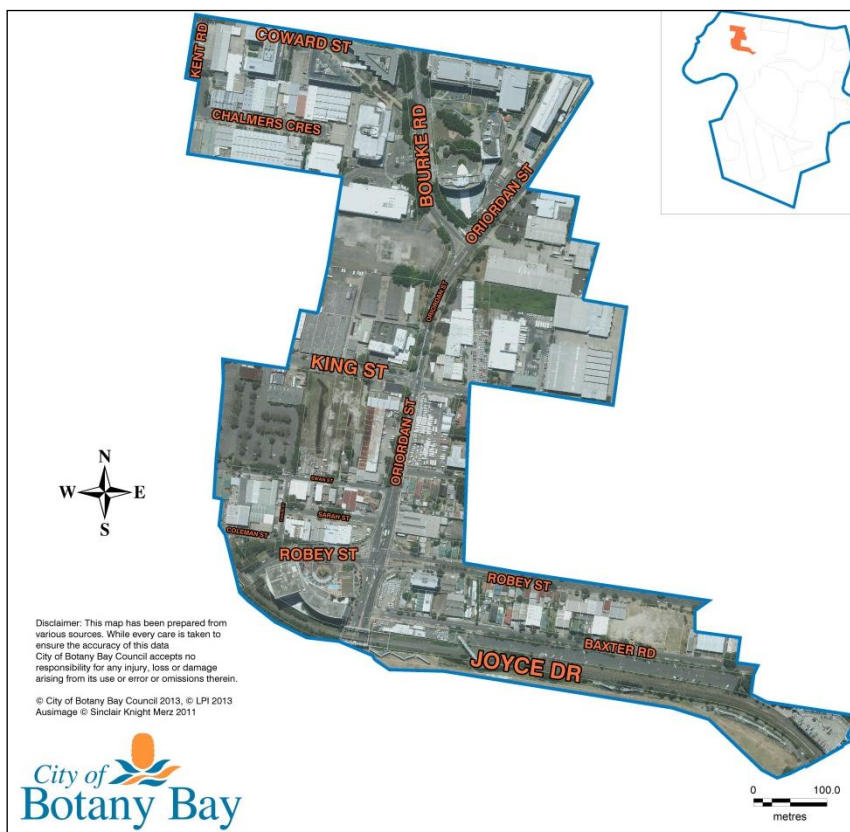 KENT RD
COWARD ST
CHALMERS CRES
BOURKE RD
ORIORDAN ST
ORIORDAN ST
KING ST
ORIORDAN ST
N
W
E
S
SARAH ST
COLEMAN ST
ROBEY ST
ROBEY ST
BAXTER RD
JOYCE DR
Disclaimer: This map has been prepared from
various sources. While every care is taken to
ensure the accuracy of this data
City of Botany Bay Council accepts no
responsibility for any injury, loss or damage
arising from its use or error or omissions therein.
© City of Botany Bay Council 2013, © LPI 2013
Ausimage © Sinclair Knight Merz 2011
City of
Botany Bay
0
100.0
metres